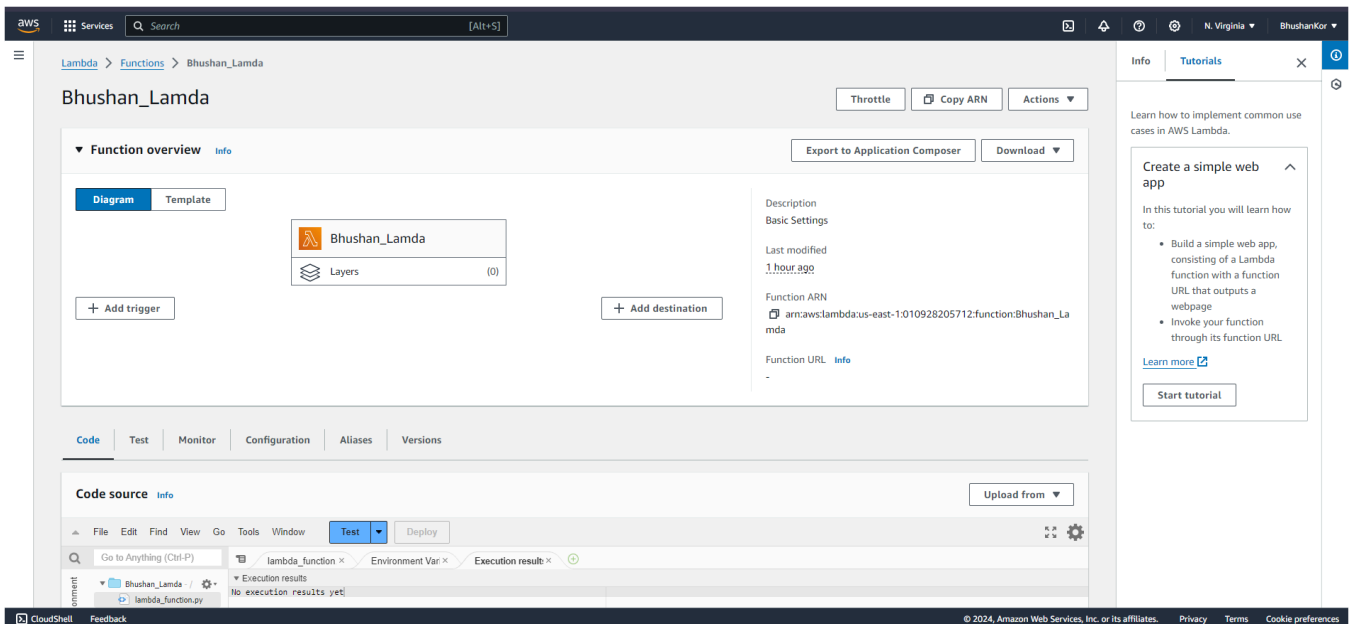 aws
Services
Search
[Alt+S]
N. Virginia ▼
BhushanKor ▼
Lambda > Functions > Bhushan_Lamda
Bhushan_Lamda
Throttle
Copy ARN
Actions ▼
▼ Function overview Info
Export to Application Composer
Download ▼
Diagram
Template
Bhushan_Lamda
Layers (0)
+ Add trigger
+ Add destination
Description
Basic Settings
Last modified
1 hour ago
Function ARN
arn:aws:lambda:us-east-1:010928205712:function:Bhushan_La
mda
Function URL Info
-
Code
Test
Monitor
Configuration
Aliases
Versions
Code source Info
Upload from ▼
File Edit Find View Go Tools Window
Test
Deploy
Go to Anything (Ctrl-P)
lambda_function ×
Environment Var ×
Execution result ×
Bhushan_Lamda - /
lambda_function.py
▼ Execution results
No execution results yet
Info
Tutorials
Learn how to implement common use
cases in AWS Lambda.
Create a simple web
app
In this tutorial you will learn how
to:
• Build a simple web app,
consisting of a Lambda
function with a function
URL that outputs a
webpage
• Invoke your function
through its function URL
Learn more
Start tutorial
CloudShell
Feedback
© 2024, Amazon Web Services, Inc. or its affiliates.
Privacy
Terms
Cookie preferences